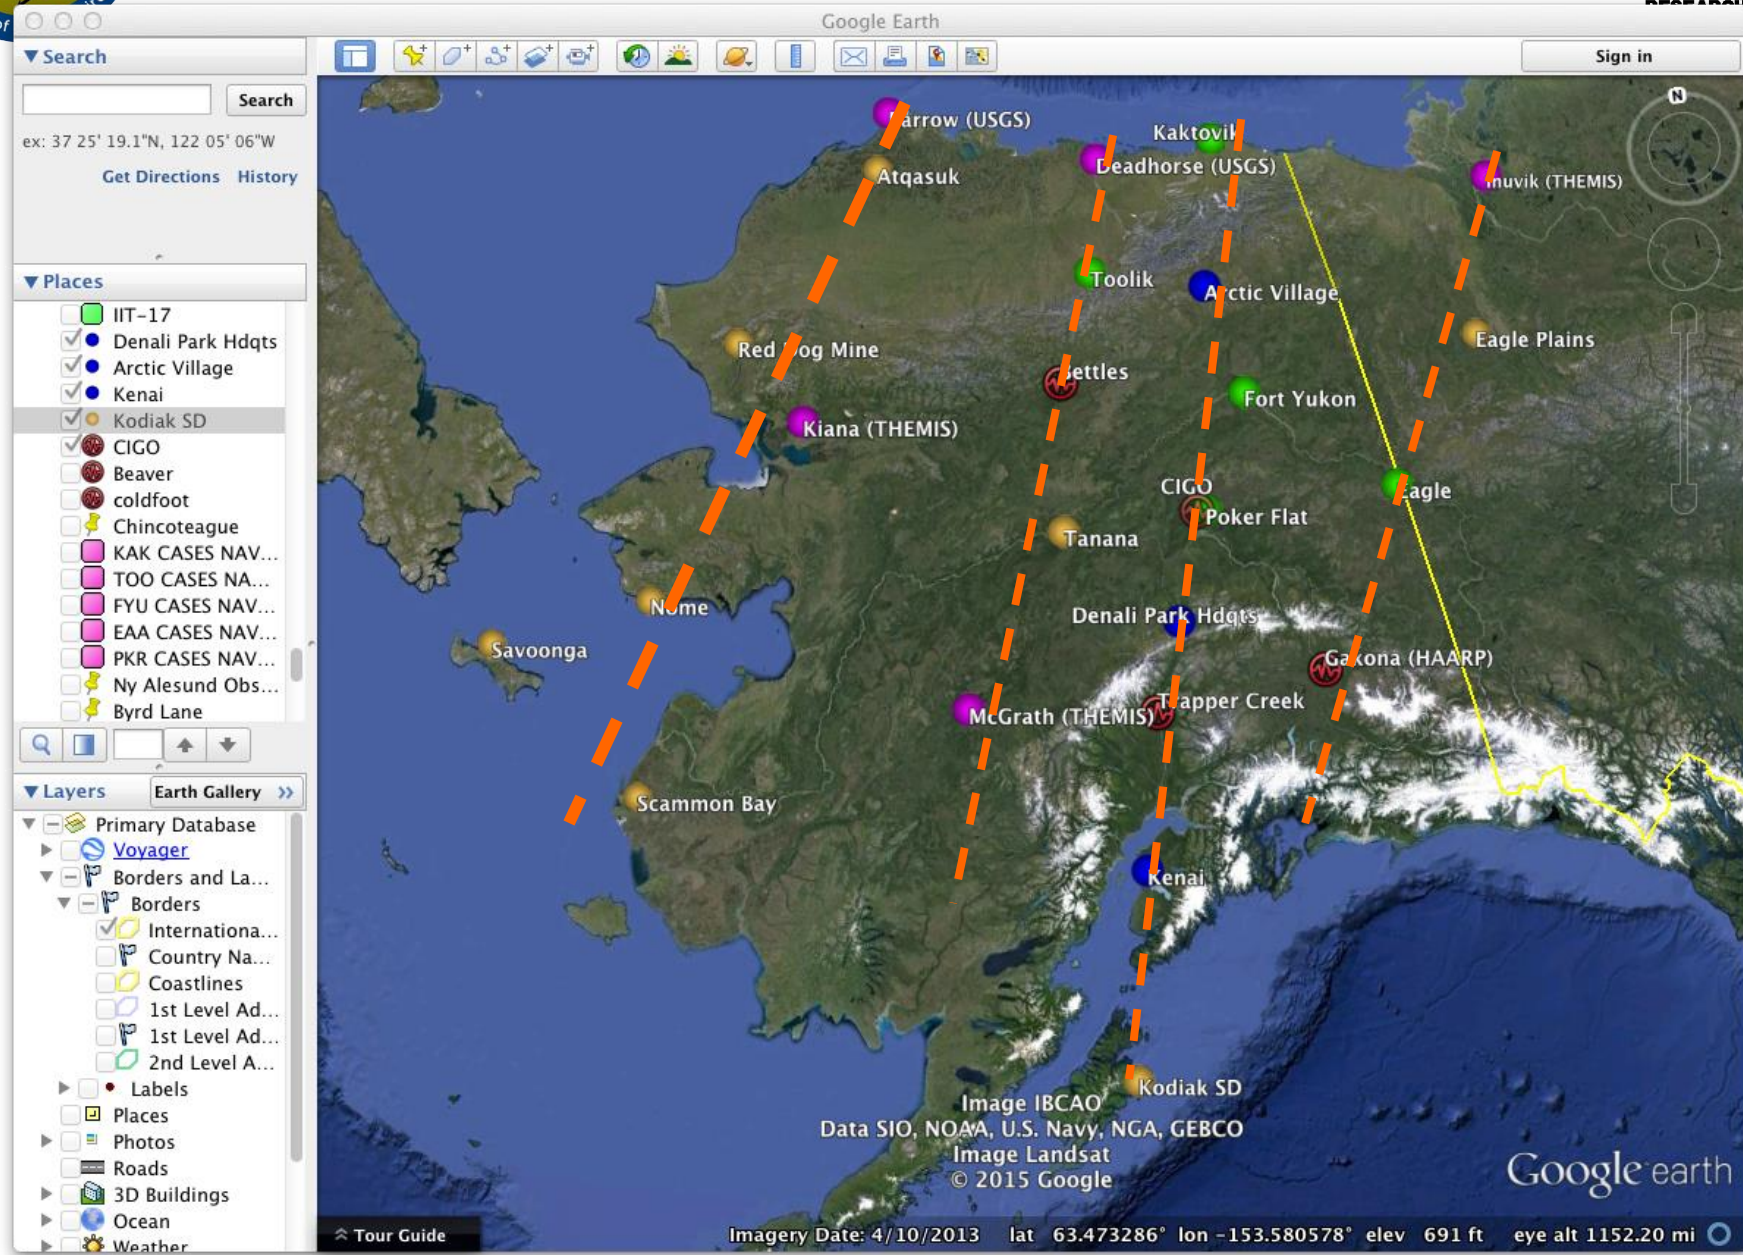 Google Earth
Search
Search
ex: 37 25' 19.1"N, 122 05' 06"W
Get Directions History
Places
IIT-17
Denali Park Hdqts
Arctic Village
Kenai
Kodiak SD
CIGO
Beaver
coldfoot
Chincoteague
KAK CASES NAV...
TOO CASES NA...
FYU CASES NAV...
EAA CASES NAV...
PKR CASES NAV...
Ny Alesund Obs...
Byrd Lane
Layers
Earth Gallery >>
Primary Database
Voyager
Borders and La...
Borders
Internationa...
Country Na...
Coastlines
1st Level Ad...
1st Level Ad...
2nd Level A...
Labels
Places
Photos
Roads
3D Buildings
Ocean
Weather
Sign in
N
Barrow (USGS)
Kaktovik
Deadhorse (USGS)
Atqasuk
Inuvik (THEMIS)
Toolik
Arctic Village
Red Dog Mine
Eagle Plains
Bettles
Fort Yukon
Kiana (THEMIS)
CIGO
Eagle
Poker Flat
Tanana
Nome
Denali Park Hdqts
Savoonga
Gakona (HAARP)
Trapper Creek
McGrath (THEMIS)
Scammon Bay
Kenai
Kodiak SD
Image IBCAO
Data SIO, NOAA, U.S. Navy, NGA, GEBCO
Image Landsat
© 2015 Google
Google earth
Tour Guide
Imagery Date: 4/10/2013 lat 63.473286° lon -153.580578° elev 691 ft eye alt 1152.20 mi